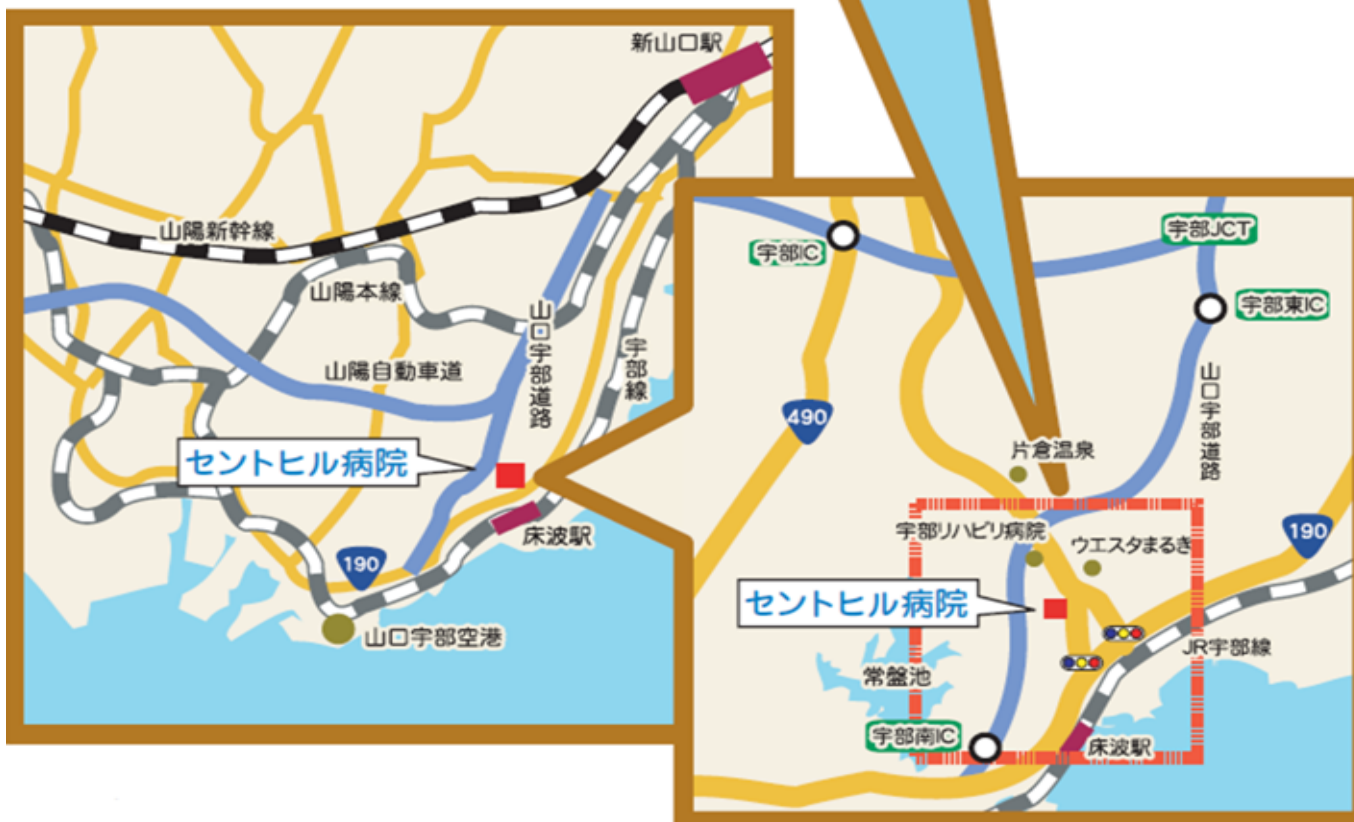 新山口駅
山陽新幹線
山陽本線
山口宇部道路
宇部線
山陽自動車道
セントヒル病院
床波駅
190
山口宇部空港
宇部IC
宇部JCT
宇部東IC
山口宇部道路
490
片倉温泉
宇部リハビリ病院
ウエスタまるき
190
セントヒル病院
JR宇部線
常盤池
宇部南IC
床波駅